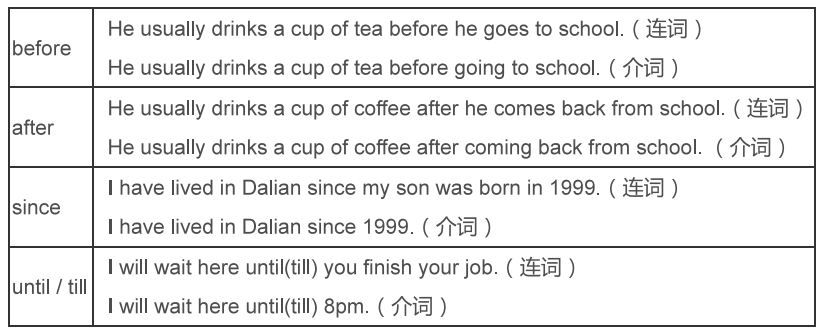 before
He usually drinks a cup of tea before he goes to school.（连词）
He usually drinks a cup of tea before going to school.（介词）
after
He usually drinks a cup of coffee after he comes back from school.（连词）
He usually drinks a cup of coffee after coming back from school. （介词）
since
I have lived in Dalian since my son was born in 1999.（连词）
I have lived in Dalian since 1999.（介词）
until / till
I will wait here until(till) you finish your job.（连词）
I will wait here until(till) 8pm.（介词）